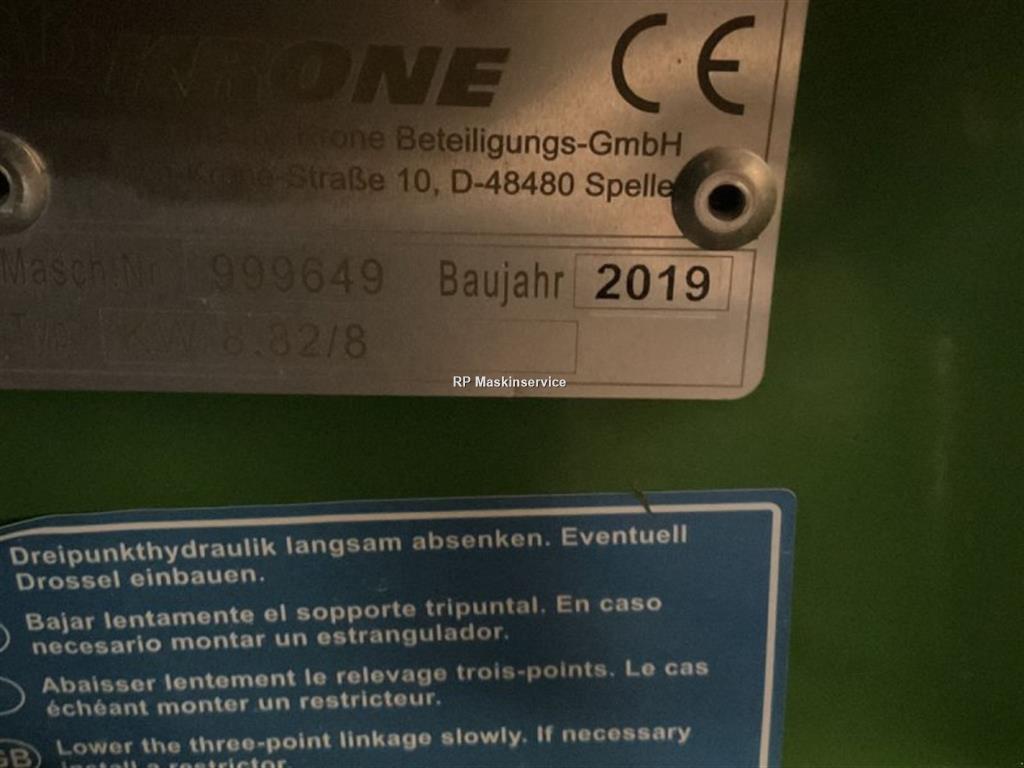 KRONE CE
Krone Beteiligungs-GmbH
Krone-Straße 10, D-48480 Spelle
Masch.Nr. 999649 Baujahr 2019
Typ KW 8.82/8
RP Maskinservice
Dreipunkthydraulik langsam absenken. Eventuell
Drossel einbauen.
Bajar lentamente el sopporte tripuntal. En caso
necesario montar un estrangulador.
Abaisser lentement le relevage trois-points. Le cas
échéant monter un restricteur.
GB Lower the three-point linkage slowly. If necessary
install a restrictor.